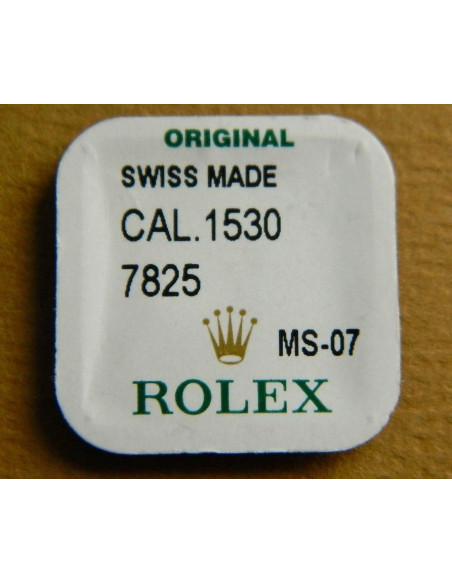 ORIGINAL
SWISS MADE
CAL.1530
7825
MS-07
ROLEX